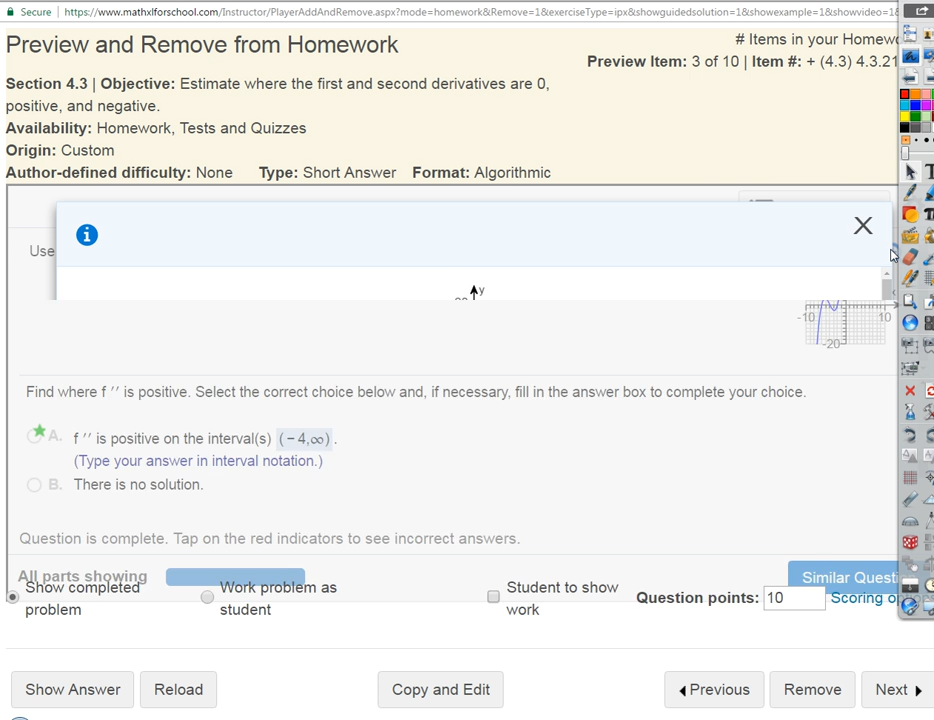 Secure | https://www.mathxlforschool.com/Instructor/PlayerAddAndRemove.aspx?mode=homework&Remove=1&exerciseType=ipx&showguidedsolution=1&showexample=1&showvideo=1&
Preview and Remove from Homework
# Items in your Homew
Preview Item: 3 of 10 | Item #: + (4.3) 4.3.21
Section 4.3 | Objective: Estimate where the first and second derivatives are 0,
positive, and negative.
Availability: Homework, Tests and Quizzes
Origin: Custom
Author-defined difficulty: None Type: Short Answer Format: Algorithmic
Use
y
-10 10
-20
Find where f ′′ is positive. Select the correct choice below and, if necessary, fill in the answer box to complete your choice.
A. f ′′ is positive on the interval(s) (−4,∞).
(Type your answer in interval notation.)
B. There is no solution.
Question is complete. Tap on the red indicators to see incorrect answers.
All parts showing
Similar Quest
Show completed problem
Work problem as student
Student to show work
Question points: 10
Scoring o
Show Answer Reload Copy and Edit Previous Remove Next